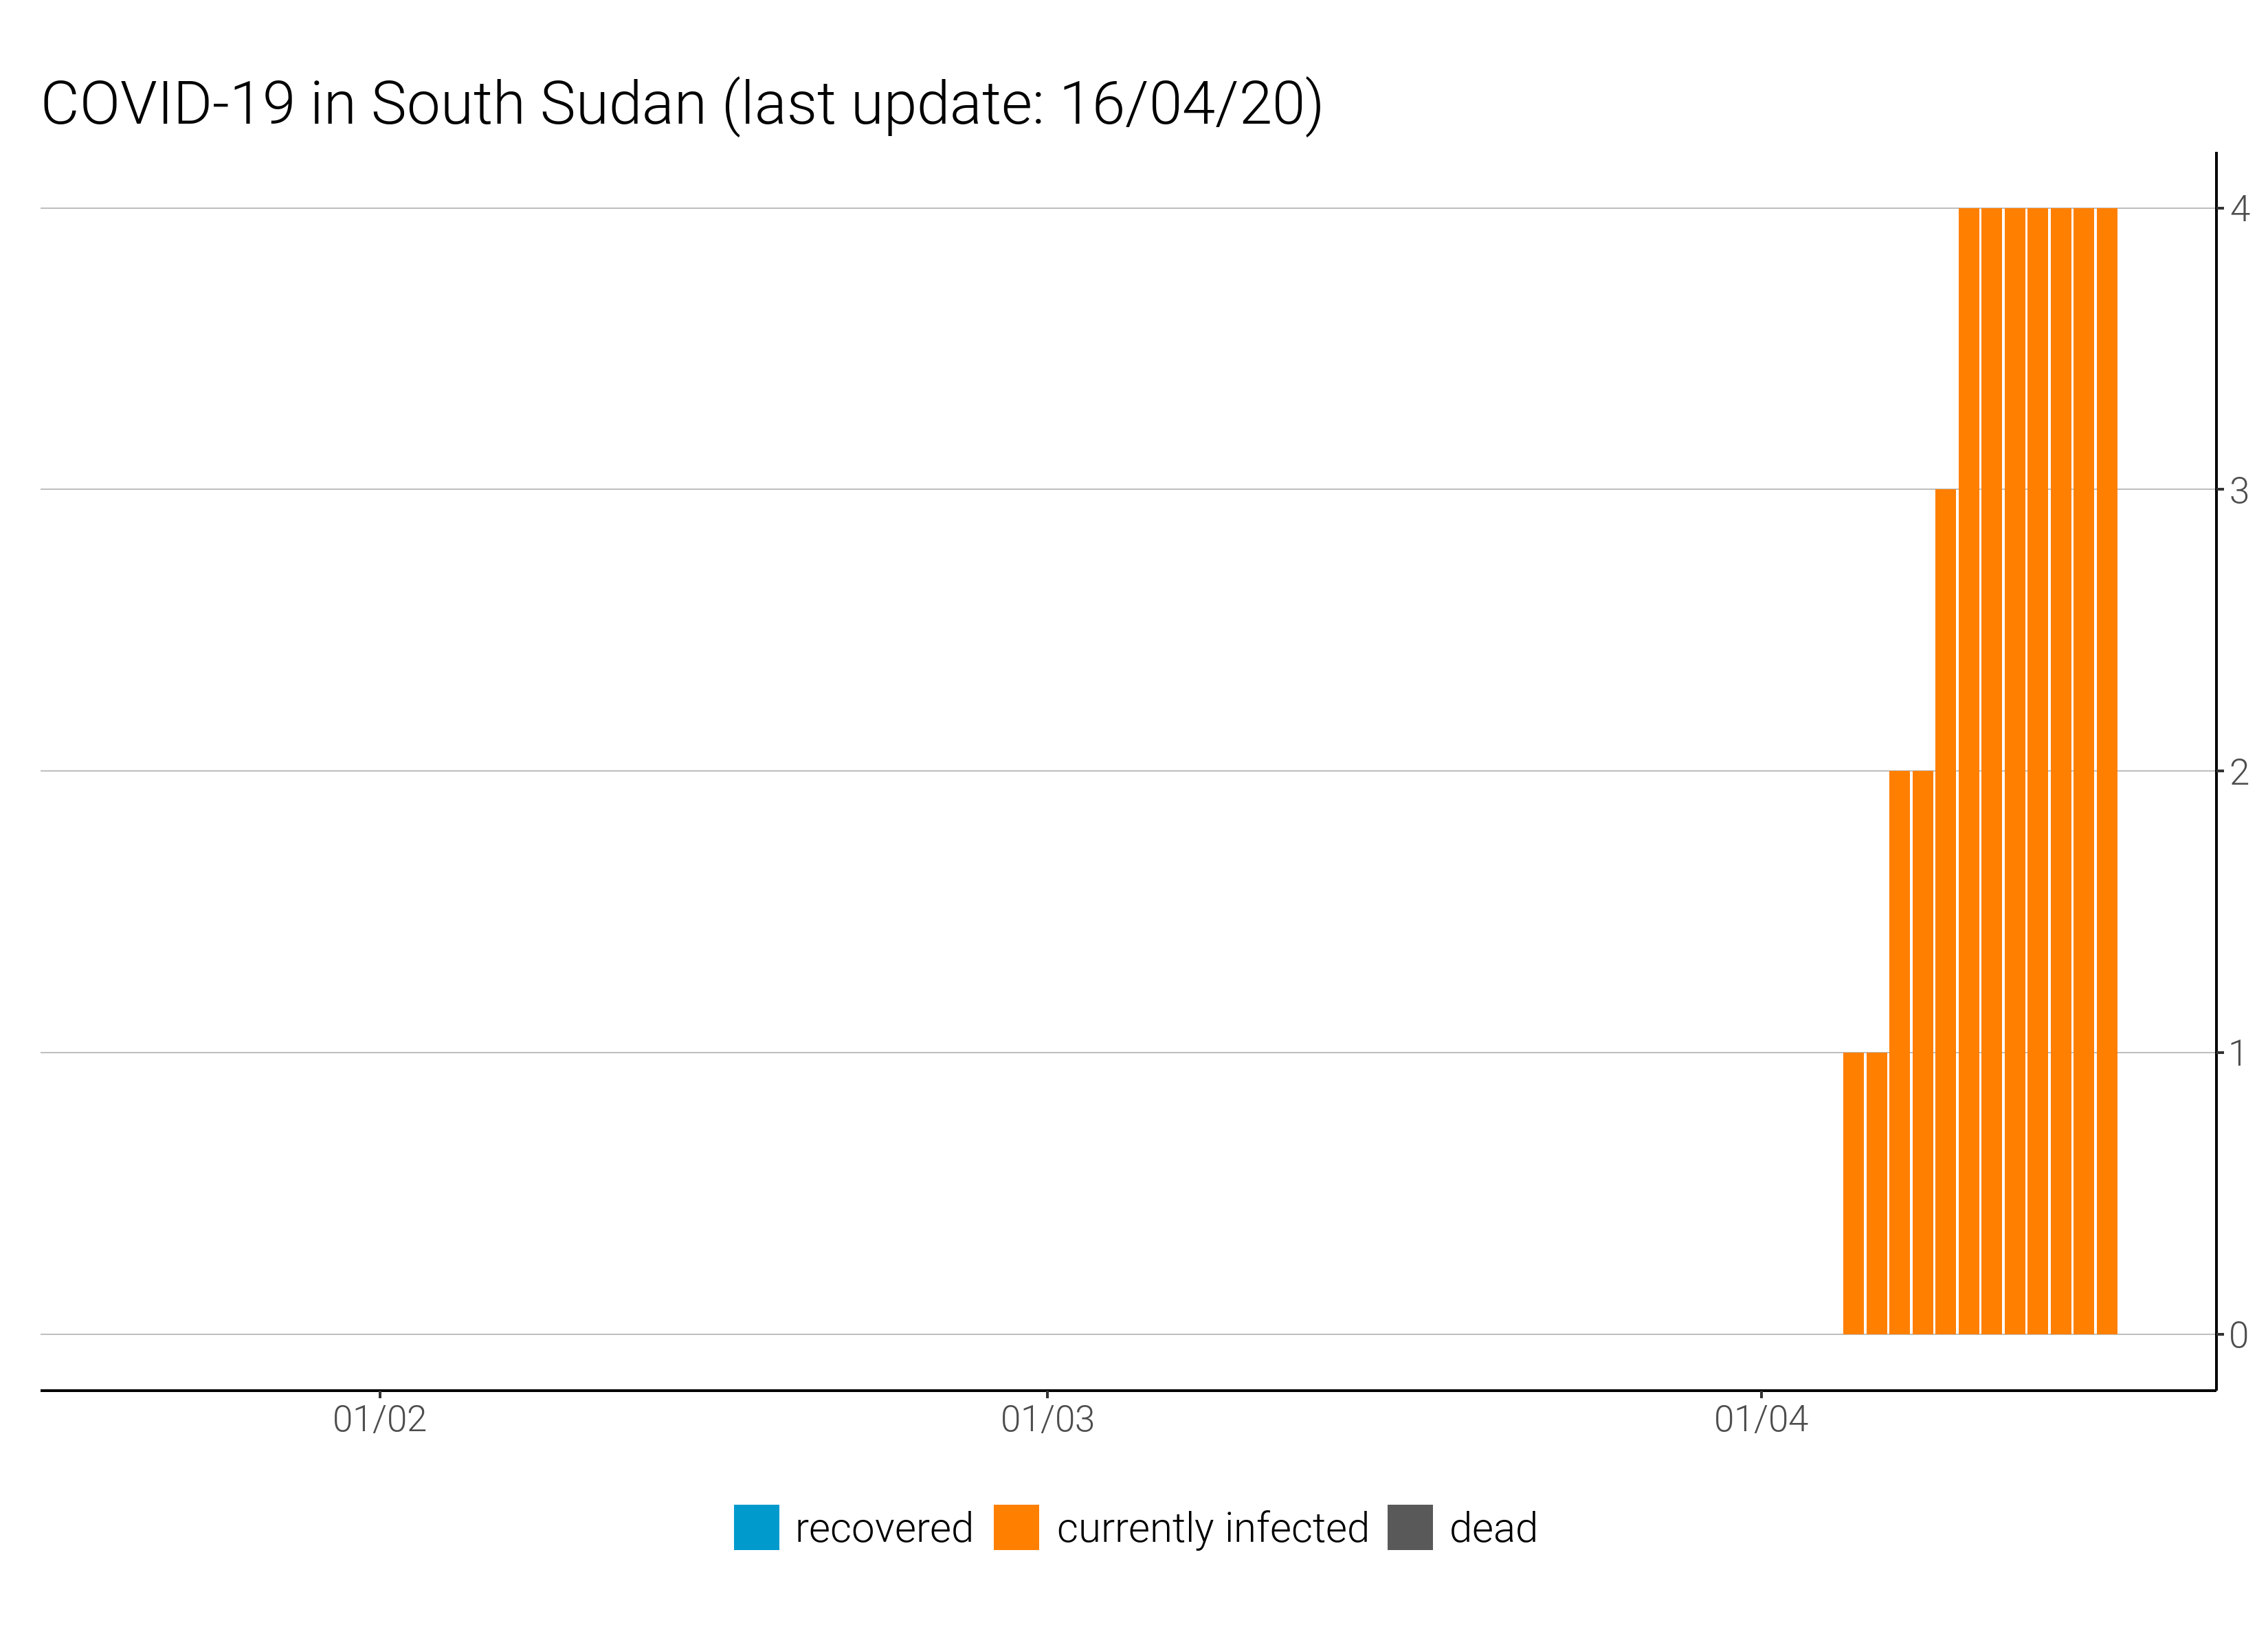 COVID-19 in South Sudan (last update: 16/04/20)
4
3
2
1
0
01/02 01/03 01/04
recovered currently infected dead